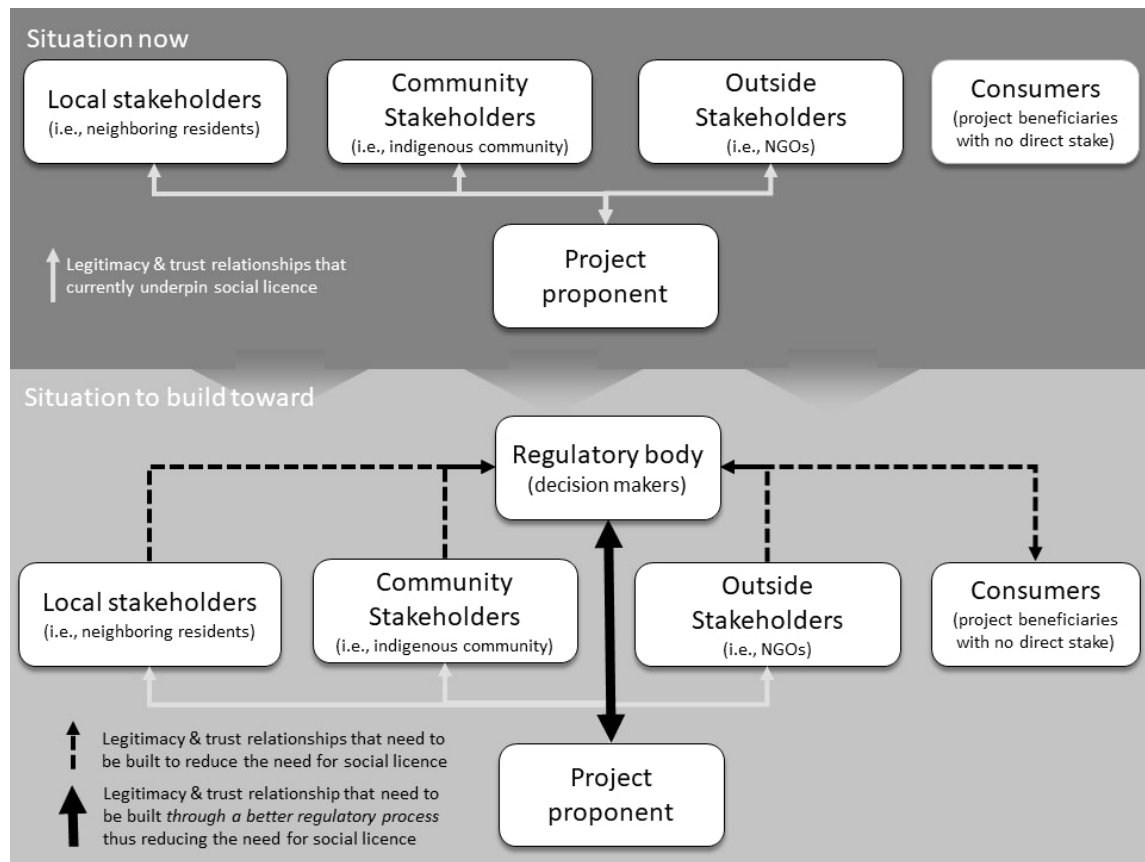 Situation now
Local stakeholders
(i.e., neighboring residents)
Community
Stakeholders
(i.e., indigenous community)
Outside
Stakeholders
(i.e., NGOs)
Consumers
(project beneficiaries
with no direct stake)
Project
proponent
Legitimacy & trust relationships that
currently underpin social licence
Situation to build toward
Regulatory body
(decision makers)
Local stakeholders
(i.e., neighboring residents)
Community
Stakeholders
(i.e., indigenous community)
Outside
Stakeholders
(i.e., NGOs)
Consumers
(project beneficiaries
with no direct stake)
Legitimacy & trust relationships that need to
be built to reduce the need for social licence
Legitimacy & trust relationship that need to
be built through a better regulatory process
thus reducing the need for social licence
Project
proponent